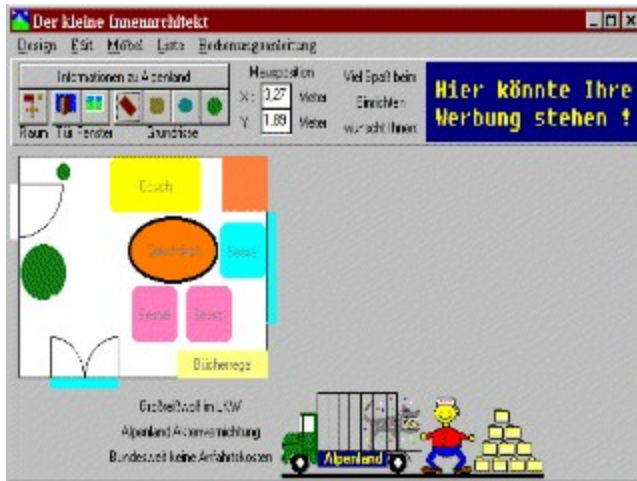 Der kleine Innenarchitekt
Design Edit Möbel Liste Bedienungsanleitung
Informationen zu Alpenland
Raum Tür Fenster Grundrisse
Mausposition
X: 3,27 Meter
Y: 1,89 Meter
Viel Spaß beim
Einrichten
wünscht Ihnen:
Hier könnte Ihre
Werbung stehen !
Couch
Sessel
Sessel Sessel
Bücherregal
Großreißwolf im LKW
Alpenland Aktenvernichtung
Bundesweit keine Anfahrtskosten
Alpenland